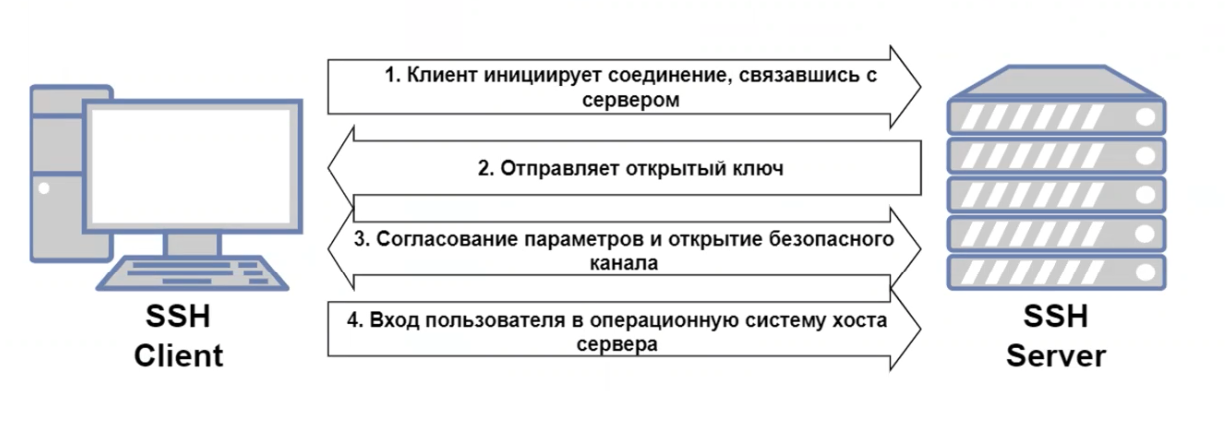 1. Клиент инициирует соединение, связавшись с
сервером
2. Отправляет открытый ключ
3. Согласование параметров и открытие безопасного
канала
4. Вход пользователя в операционную систему хоста
сервера
SSH
Client
SSH
Server